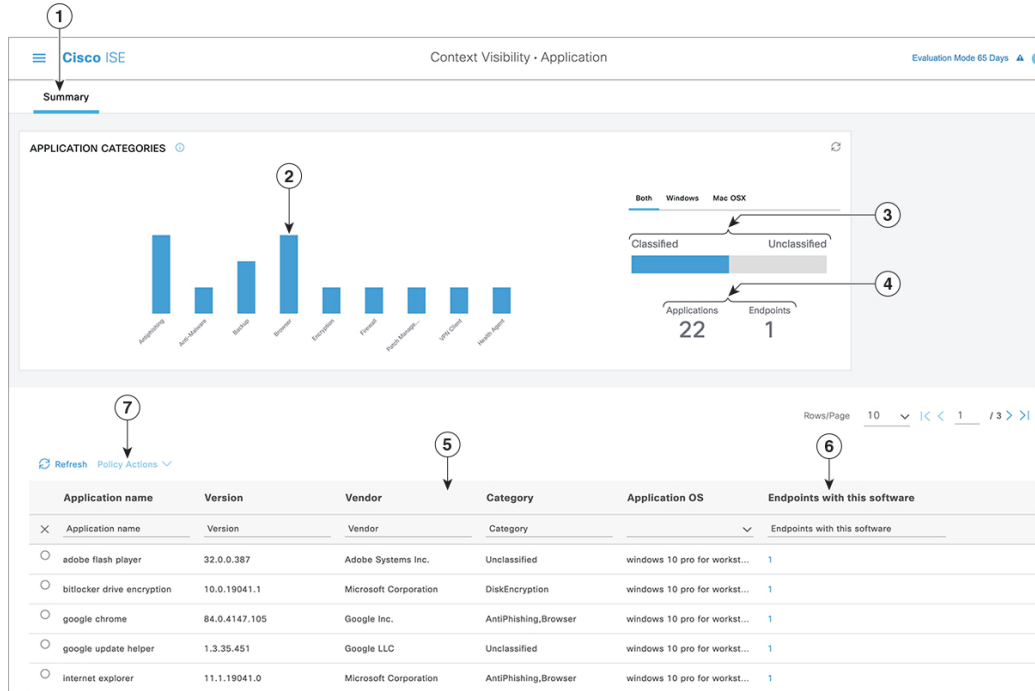 1
Cisco ISE
Context Visibility · Application
Evaluation Mode 65 Days
Summary
APPLICATION CATEGORIES
2
Both Windows Mac OSX
3
Classified Unclassified
4
Applications Endpoints
22 1
Antiphishing Anti-Malware Backup Browser Encryption Firewall Patch Manage... VPN Client Health Agent
7
Rows/Page 10 1 / 3
5
6
Refresh Policy Actions
Application name Version Vendor Category Application OS Endpoints with this software
Application name Version Vendor Category Endpoints with this software
adobe flash player 32.0.0.387 Adobe Systems Inc. Unclassified windows 10 pro for workst... 1
bitlocker drive encryption 10.0.19041.1 Microsoft Corporation DiskEncryption windows 10 pro for workst... 1
google chrome 84.0.4147.105 Google Inc. AntiPhishing,Browser windows 10 pro for workst... 1
google update helper 1.3.35.451 Google LLC Unclassified windows 10 pro for workst... 1
internet explorer 11.1.19041.0 Microsoft Corporation AntiPhishing,Browser windows 10 pro for workst... 1